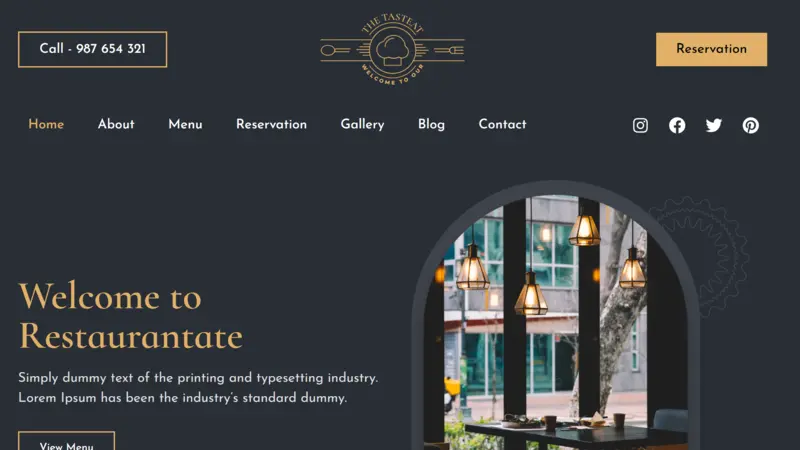 Call - 987 654 321
THE TASTEAT
WELCOME TO OUR
Reservation
Home About Menu Reservation Gallery Blog Contact
Welcome to
Restaurantate
Simply dummy text of the printing and typesetting industry.
Lorem Ipsum has been the industry's standard dummy.
View Menu